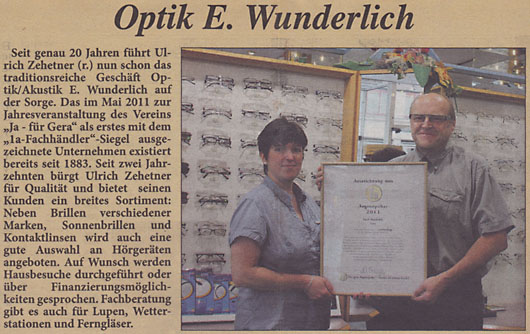 Optik E. Wunderlich
Seit genau 20 Jahren führt Ul-
rich Zehetner (r.) nun schon das
traditionsreiche Geschäft Op-
tik/Akustik E. Wunderlich auf
der Sorge. Das im Mai 2011 zur
Jahresveranstaltung des Vereins
„Ja - für Gera" als erstes mit dem
„1a-Fachhändler"-Siegel ausge-
zeichnete Unternehmen existiert
bereits seit 1883. Seit zwei Jahr-
zehnten bürgt Ulrich Zehetner
für Qualität und bietet seinen
Kunden ein breites Sortiment:
Neben Brillen verschiedener
Marken, Sonnenbrillen und
Kontaktlinsen wird auch eine
gute Auswahl an Hörgeräten
angeboten. Auf Wunsch werden
Hausbesuche durchgeführt oder
über Finanzierungsmöglich-
keiten gesprochen. Fachberatung
gibt es auch für Lupen, Wetter-
stationen und Ferngläser.
Auszeichnung zum
Augenoptiker
2011